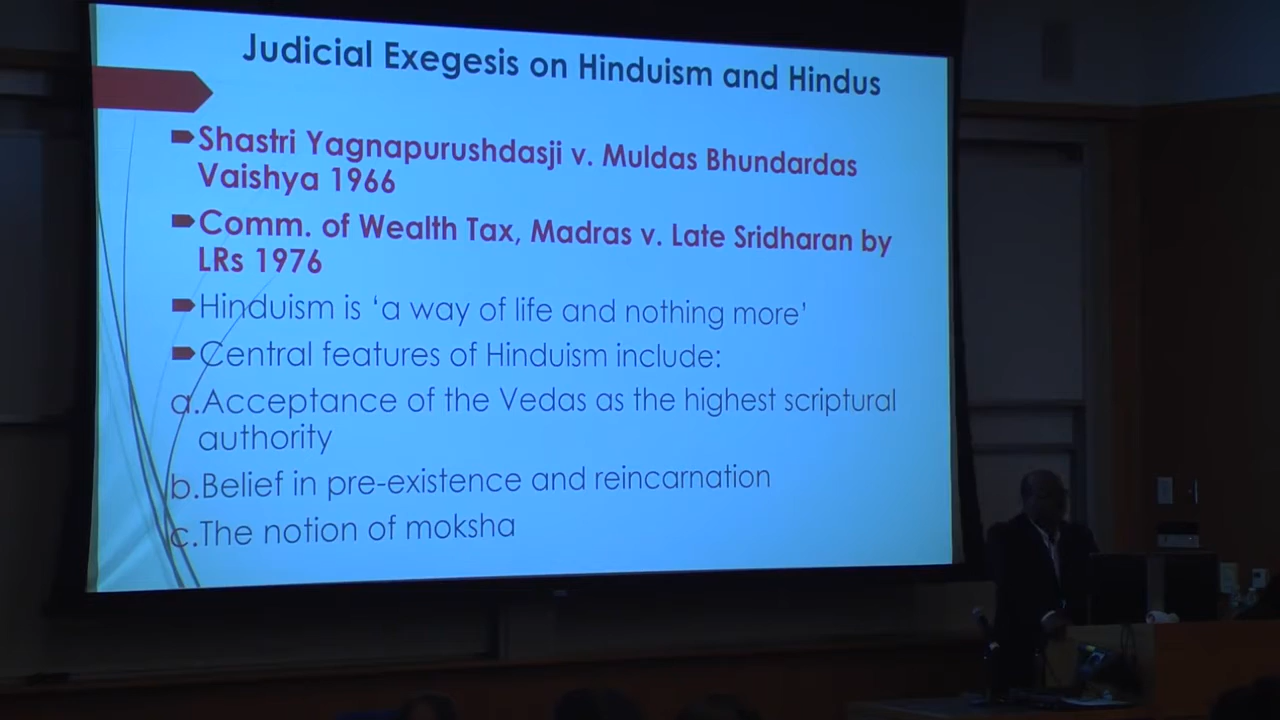 Judicial Exegesis on Hinduism and Hindus
Shastri Yagnapurushdasji v. Muldas Bhundardas
Vaishya 1966
Comm. of Wealth Tax, Madras v. Late Sridharan by
LRs 1976
Hinduism is ‘a way of life and nothing more’
Central features of Hinduism include:
a.Acceptance of the Vedas as the highest scriptural
authority
b.Belief in pre-existence and reincarnation
c.The notion of moksha